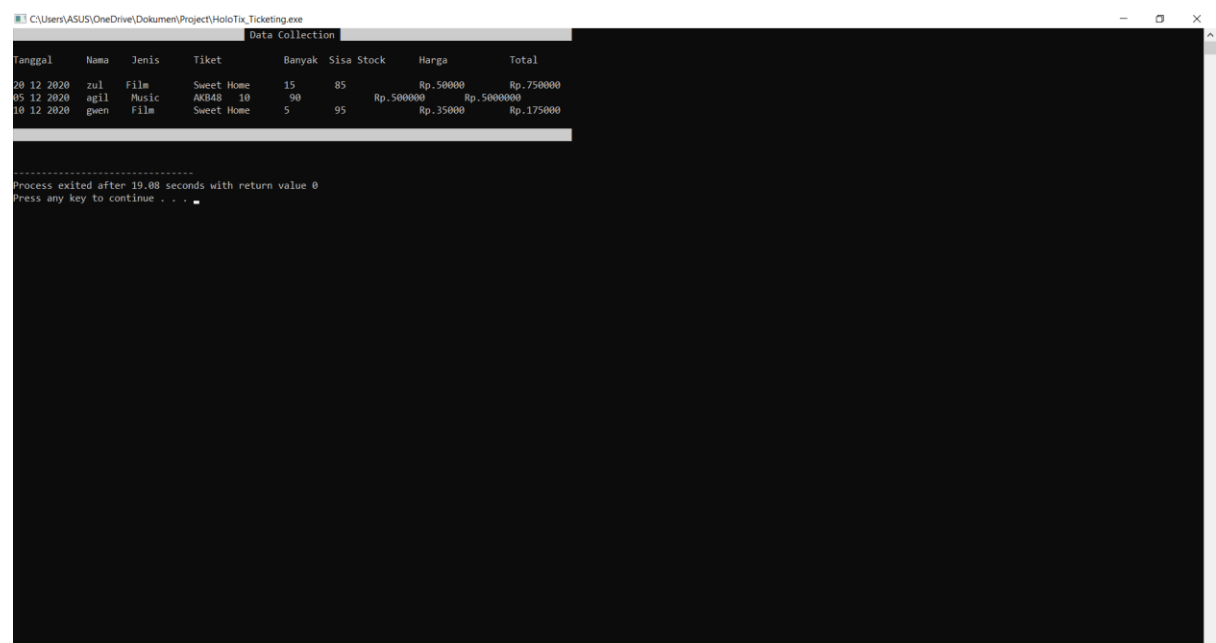 C:\Users\ASUS\OneDrive\Dokumen\Project\HoloTix_Ticketing.exe
Data Collection
Tanggal Nama Jenis Tiket Banyak Sisa Stock Harga Total
20 12 2020 zul Film Sweet Home 15 85 Rp.50000 Rp.750000
05 12 2020 agil Music AKB48 10 90 Rp.500000 Rp.5000000
10 12 2020 gwen Film Sweet Home 5 95 Rp.35000 Rp.175000
--------------------------------
Process exited after 19.08 seconds with return value 0
Press any key to continue . . .